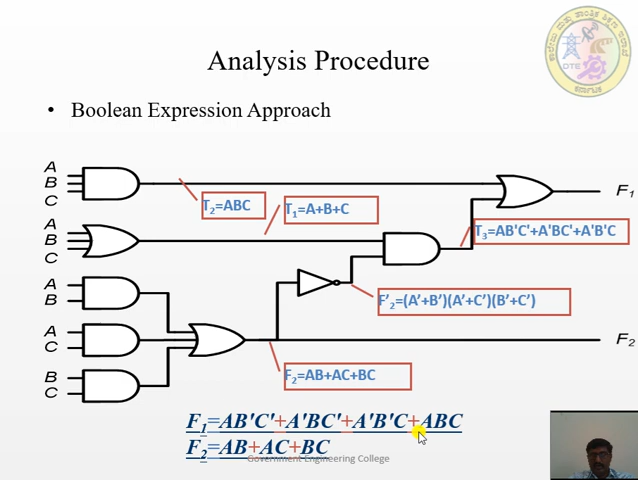 Analysis Procedure
• Boolean Expression Approach
A
B
C
F₁
T₂=ABC
T₁=A+B+C
A
B
C
T₃=AB'C'+A'BC'+A'B'C
A
B
F'₂=(A'+B')(A'+C')(B'+C')
A
C
F₂
F₂=AB+AC+BC
B
C
F₁=AB'C'+A'BC'+A'B'C+ABC
F₂=AB+AC+BC
Government Engineering College
DTE